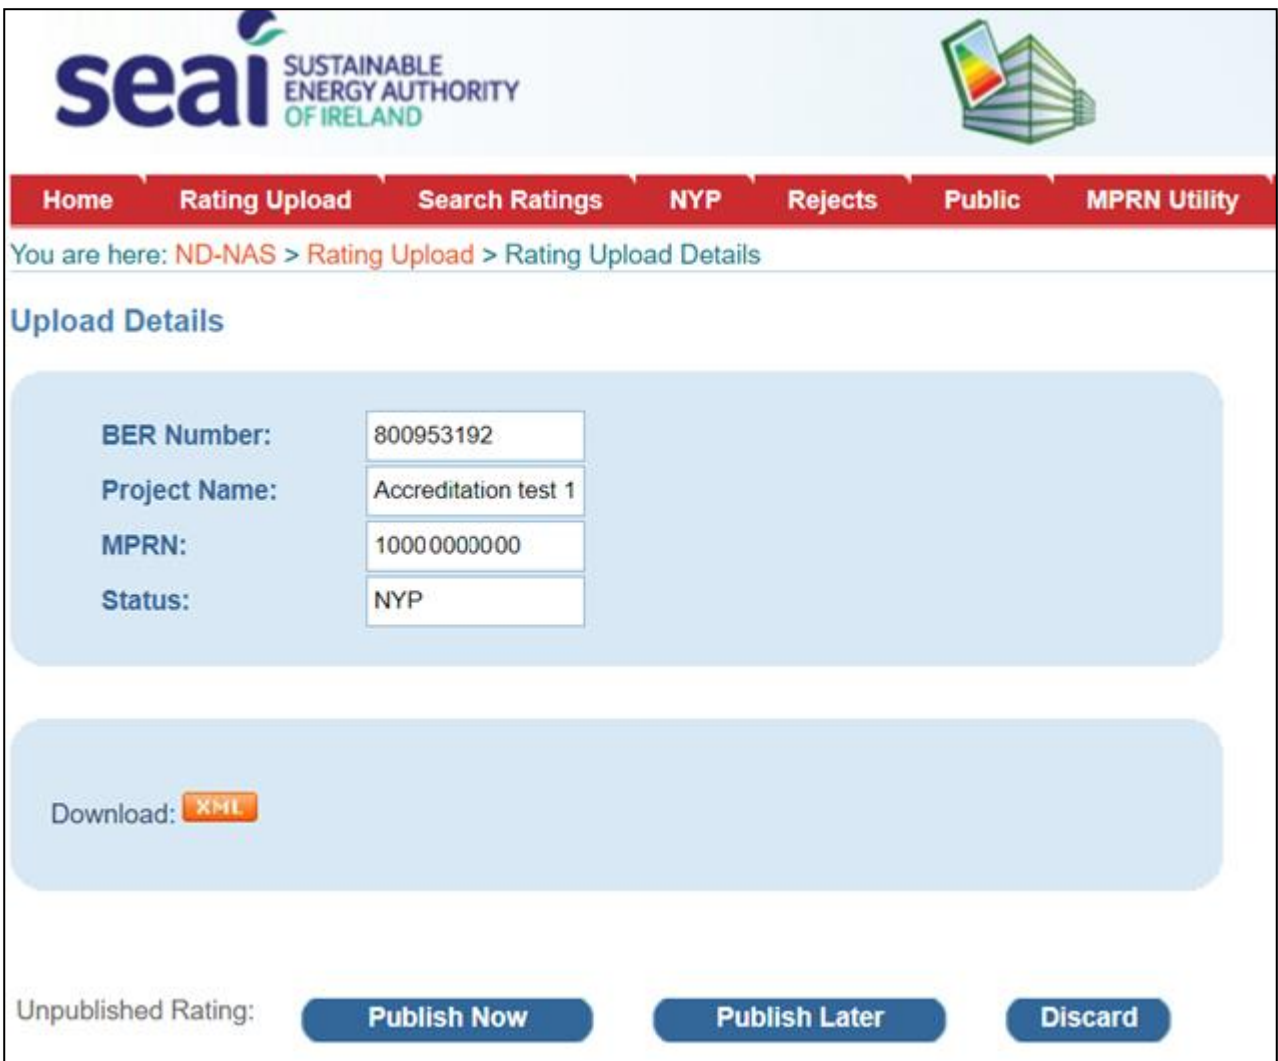 seai SUSTAINABLE
ENERGY AUTHORITY
OF IRELAND
Home Rating Upload Search Ratings NYP Rejects Public MPRN Utility
You are here: ND-NAS > Rating Upload > Rating Upload Details
Upload Details
BER Number: 800953192
Project Name: Accreditation test 1
MPRN: 10000000000
Status: NYP
Download: XML
Unpublished Rating: Publish Now Publish Later Discard